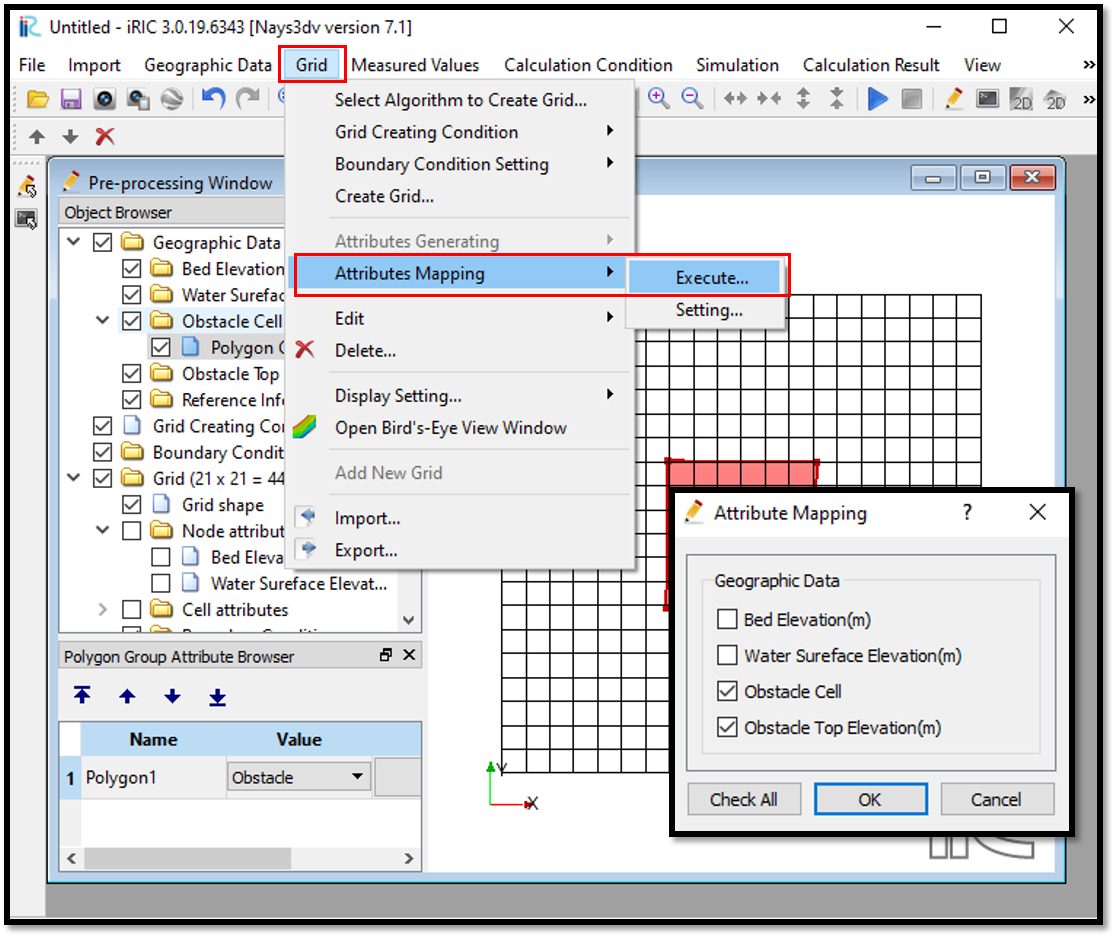 Untitled - iRIC 3.0.19.6343 [Nays3dv version 7.1]
File Import Geographic Data Grid Measured Values Calculation Condition Simulation Calculation Result View »
2D 2D »
Select Algorithm to Create Grid...
Grid Creating Condition
Boundary Condition Setting
Create Grid...
Attributes Generating
Attributes Mapping
Execute...
Setting...
Edit
Delete...
Display Setting...
Open Bird's-Eye View Window
Add New Grid
Import...
Export...
Pre-processing Window
Object Browser
Geographic Data
Bed Elevation
Water Surefac
Obstacle Cell
Polygon
Obstacle Top
Reference Inf
Grid Creating Co
Boundary Condit
Grid (21 x 21 = 44
Grid shape
Node attribut
Bed Eleva
Water Sureface Elevat...
Cell attributes
Polygon Group Attribute Browser
Name Value
1 Polygon1 Obstacle
Y
X
Attribute Mapping ?
Geographic Data
Bed Elevation(m)
Water Sureface Elevation(m)
Obstacle Cell
Obstacle Top Elevation(m)
Check All OK Cancel